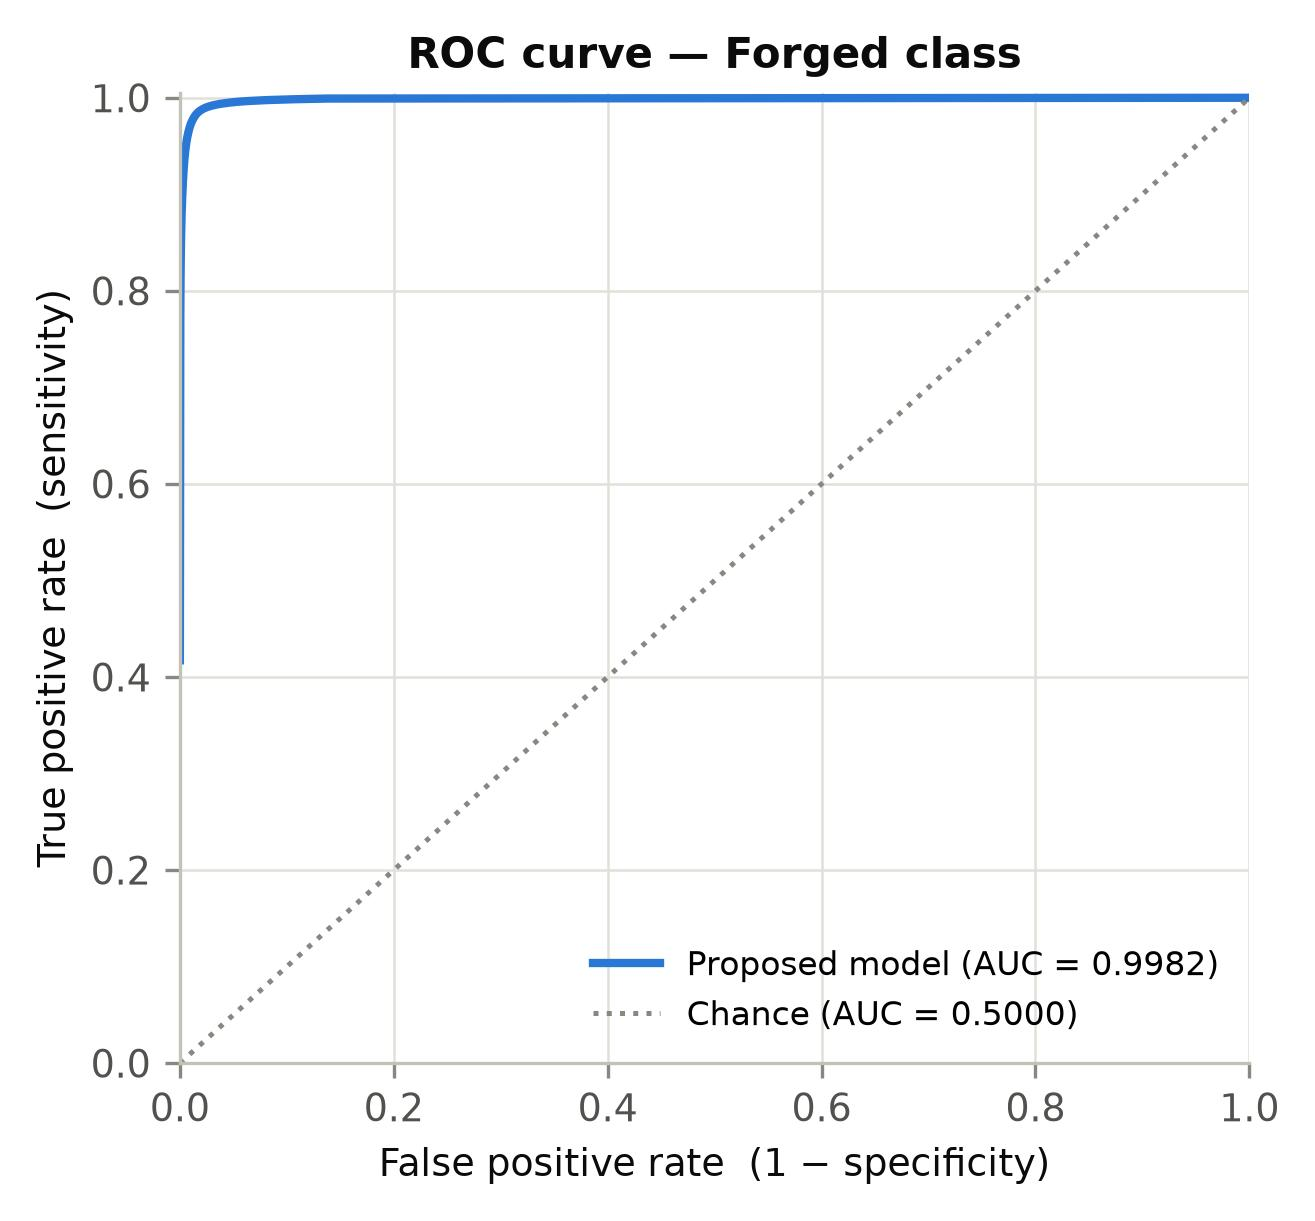 ROC curve — Forged class
1.0
0.8
0.6
0.4
0.2
0.0
True positive rate (sensitivity)
Proposed model (AUC = 0.9982)
Chance (AUC = 0.5000)
0.0 0.2 0.4 0.6 0.8 1.0
False positive rate (1 − specificity)